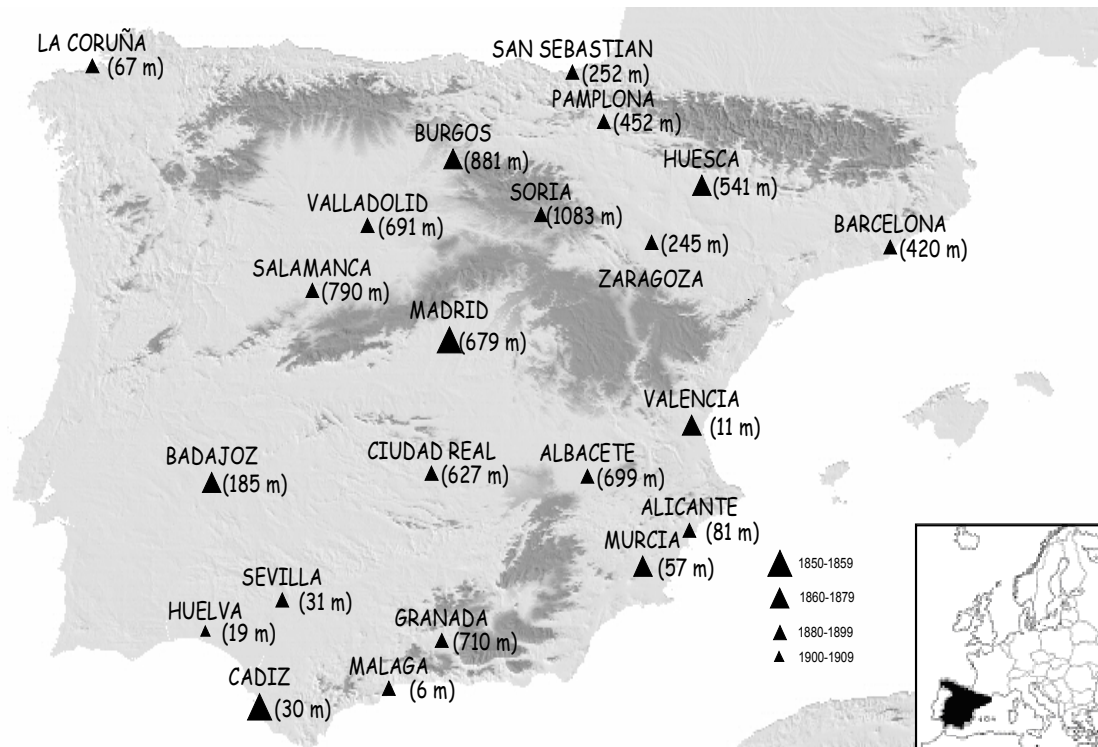 LA CORUÑA
(67 m)
SAN SEBASTIAN
(252 m)
PAMPLONA
(452 m)
BURGOS
(881 m)
HUESCA
(541 m)
SORIA
(1083 m)
VALLADOLID
(691 m)
BARCELONA
(420 m)
(245 m)
ZARAGOZA
SALAMANCA
(790 m)
MADRID
(679 m)
VALENCIA
(11 m)
BADAJOZ
(185 m)
CIUDAD REAL
(627 m)
ALBACETE
(699 m)
ALICANTE
(81 m)
MURCIA
(57 m)
SEVILLA
(31 m)
HUELVA
(19 m)
GRANADA
(710 m)
MALAGA
(6 m)
CADIZ
(30 m)
1850-1859
1860-1879
1880-1899
1900-1909